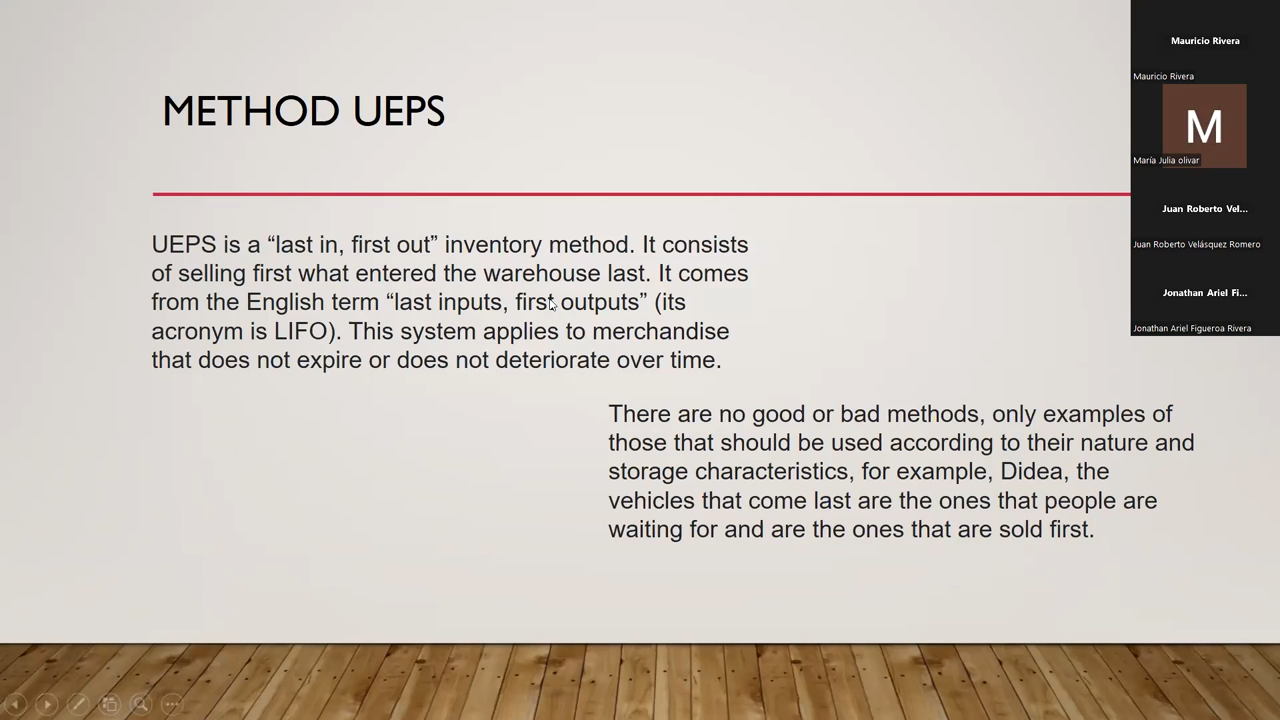 METHOD UEPS
UEPS is a “last in, first out” inventory method. It consists
of selling first what entered the warehouse last. It comes
from the English term “last inputs, first outputs” (its
acronym is LIFO). This system applies to merchandise
that does not expire or does not deteriorate over time.
There are no good or bad methods, only examples of
those that should be used according to their nature and
storage characteristics, for example, Didea, the
vehicles that come last are the ones that people are
waiting for and are the ones that are sold first.
Mauricio Rivera
Mauricio Rivera
M
María Julia olivar
Juan Roberto Vel...
Juan Roberto Velásquez Romero
Jonathan Ariel Fi...
Jonathan Ariel Figueroa Rivera